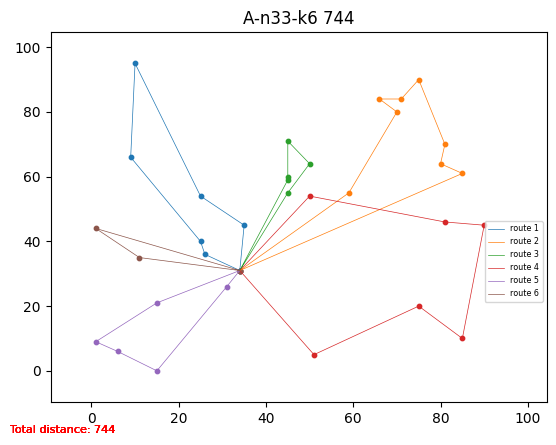 A-n33-k6 744
100
80
60
40
20
0
0 20 40 60 80 100
route 1
route 2
route 3
route 4
route 5
route 6
Total distance: 744